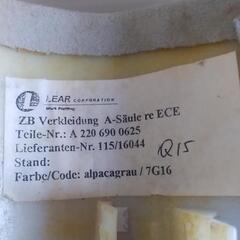 LEAR
CORPORATION
ZB Verkleidung A-Säule re ECE
Teile-Nr.: A 220 690 0625
Lieferanten-Nr. 115/16044
Q15
Stand:
Farbe/Code: alpacagrau / 7G16